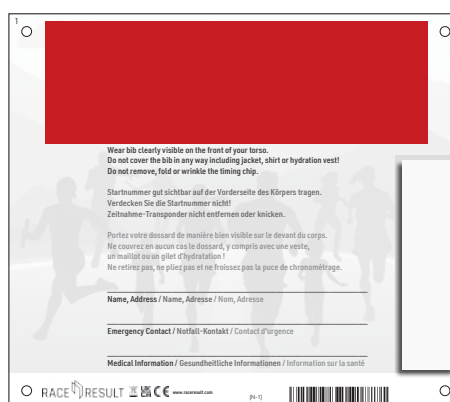 1
Wear bib clearly visible on the front of your torso.
Do not cover the bib in any way including jacket, shirt or hydration vest!
Do not remove, fold or wrinkle the timing chip.
Startnummer gut sichtbar auf der Vorderseite des Körpers tragen.
Verdecken Sie die Startnummer nicht!
Zeitnahme-Transponder nicht entfernen oder knicken.
Portez votre dossard de manière bien visible sur le devant du corps.
Ne couvrez en aucun cas le dossard, y compris avec une veste,
un maillot ou un gilet d'hydratation !
Ne retirez pas, ne pliez pas et ne froissez pas la puce de chronométrage.
Name, Address / Name, Adresse / Nom, Adresse
Emergency Contact / Notfall-Kontakt / Contact d'urgence
Medical Information / Gesundheitliche Informationen / Information sur la santé
RACE RESULT CE www.raceresult.com [N-1]